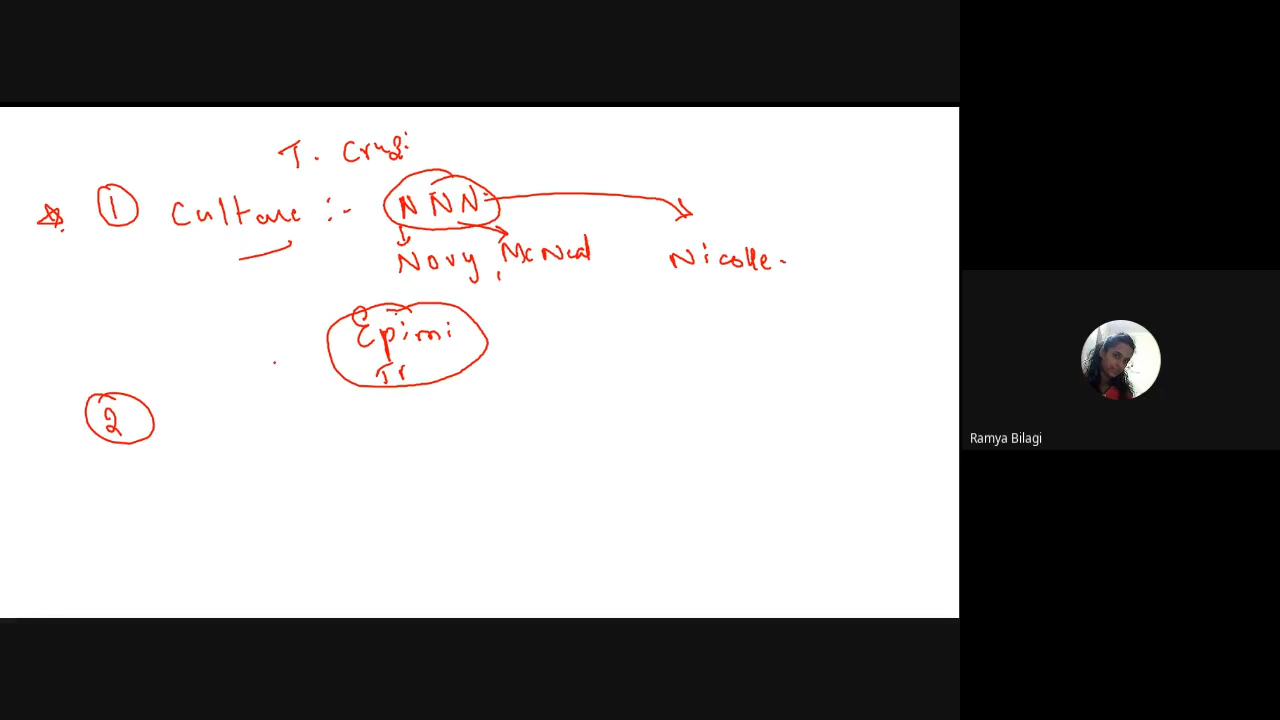 T. Cruzi
① Culture :- NNN
Novy, McNeal Nicolle.
Epimi
Tr
②
Ramya Bilagi